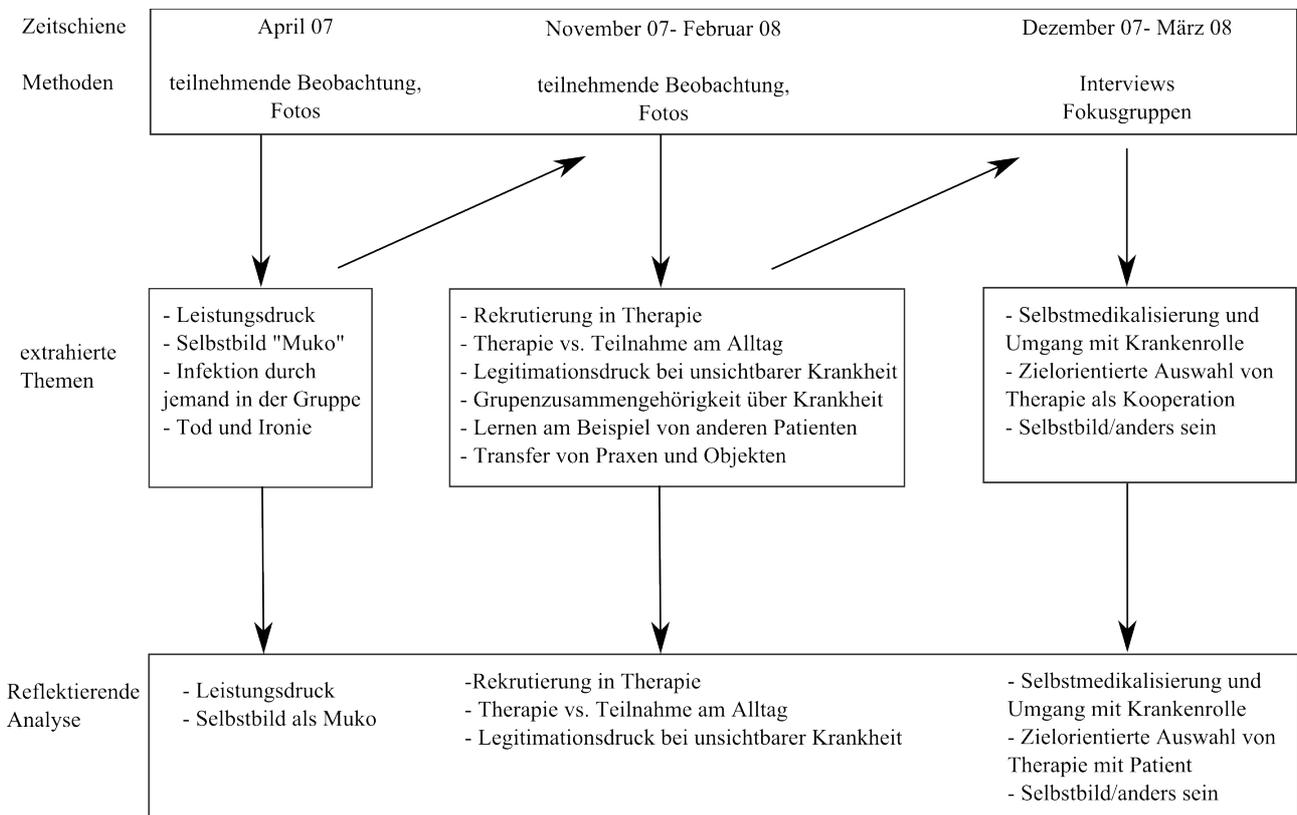 Zeitschiene
April 07
November 07- Februar 08
Dezember 07- März 08
Methoden
teilnehmende Beobachtung,
Fotos
teilnehmende Beobachtung,
Fotos
Interviews
Fokusgruppen
extrahierte
Themen
- Leistungsdruck
- Selbstbild "Muko"
- Infektion durch
jemand in der Gruppe
- Tod und Ironie
- Rekrutierung in Therapie
- Therapie vs. Teilnahme am Alltag
- Legitimationsdruck bei unsichtbarer Krankheit
- Grupenzusammengehörigkeit über Krankheit
- Lernen am Beispiel von anderen Patienten
- Transfer von Praxen und Objekten
- Selbstmedikalisierung und
Umgang mit Krankenrolle
- Zielorientierte Auswahl von
Therapie als Kooperation
- Selbstbild/anders sein
Reflektierende
Analyse
- Leistungsdruck
- Selbstbild als Muko
-Rekrutierung in Therapie
- Therapie vs. Teilnahme am Alltag
- Legitimationsdruck bei unsichtbarer Krankheit
- Selbstmedikalisierung und
Umgang mit Krankenrolle
- Zielorientierte Auswahl von
Therapie mit Patient
- Selbstbild/anders sein